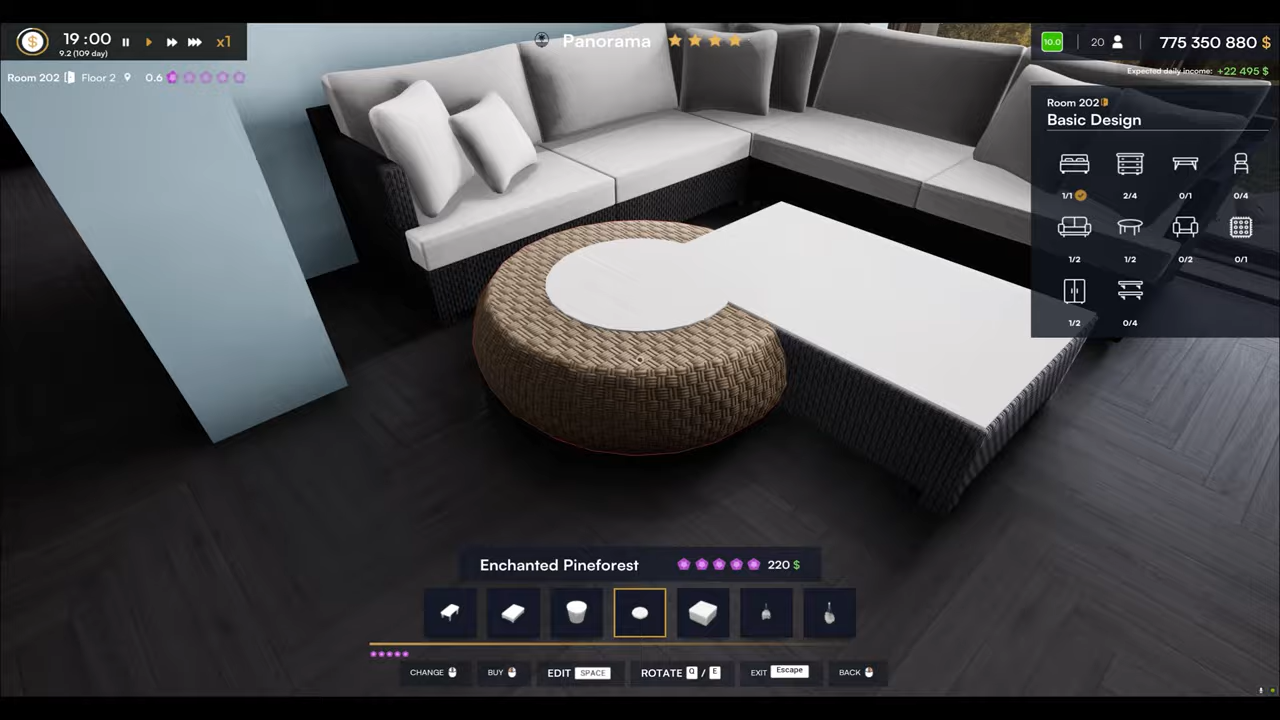 19 :00
9.2 (109 day)
x1
Panorama
10.0
20
775 350 880 $
Expected daily income: +22 495 $
Room 202
Floor 2
0.6
Room 202
Basic Design
1/1
2/4
0/1
0/4
1/2
1/2
0/2
0/1
1/2
0/4
Enchanted Pineforest
220 $
CHANGE
BUY
EDIT SPACE
ROTATE Q / E
EXIT Escape
BACK